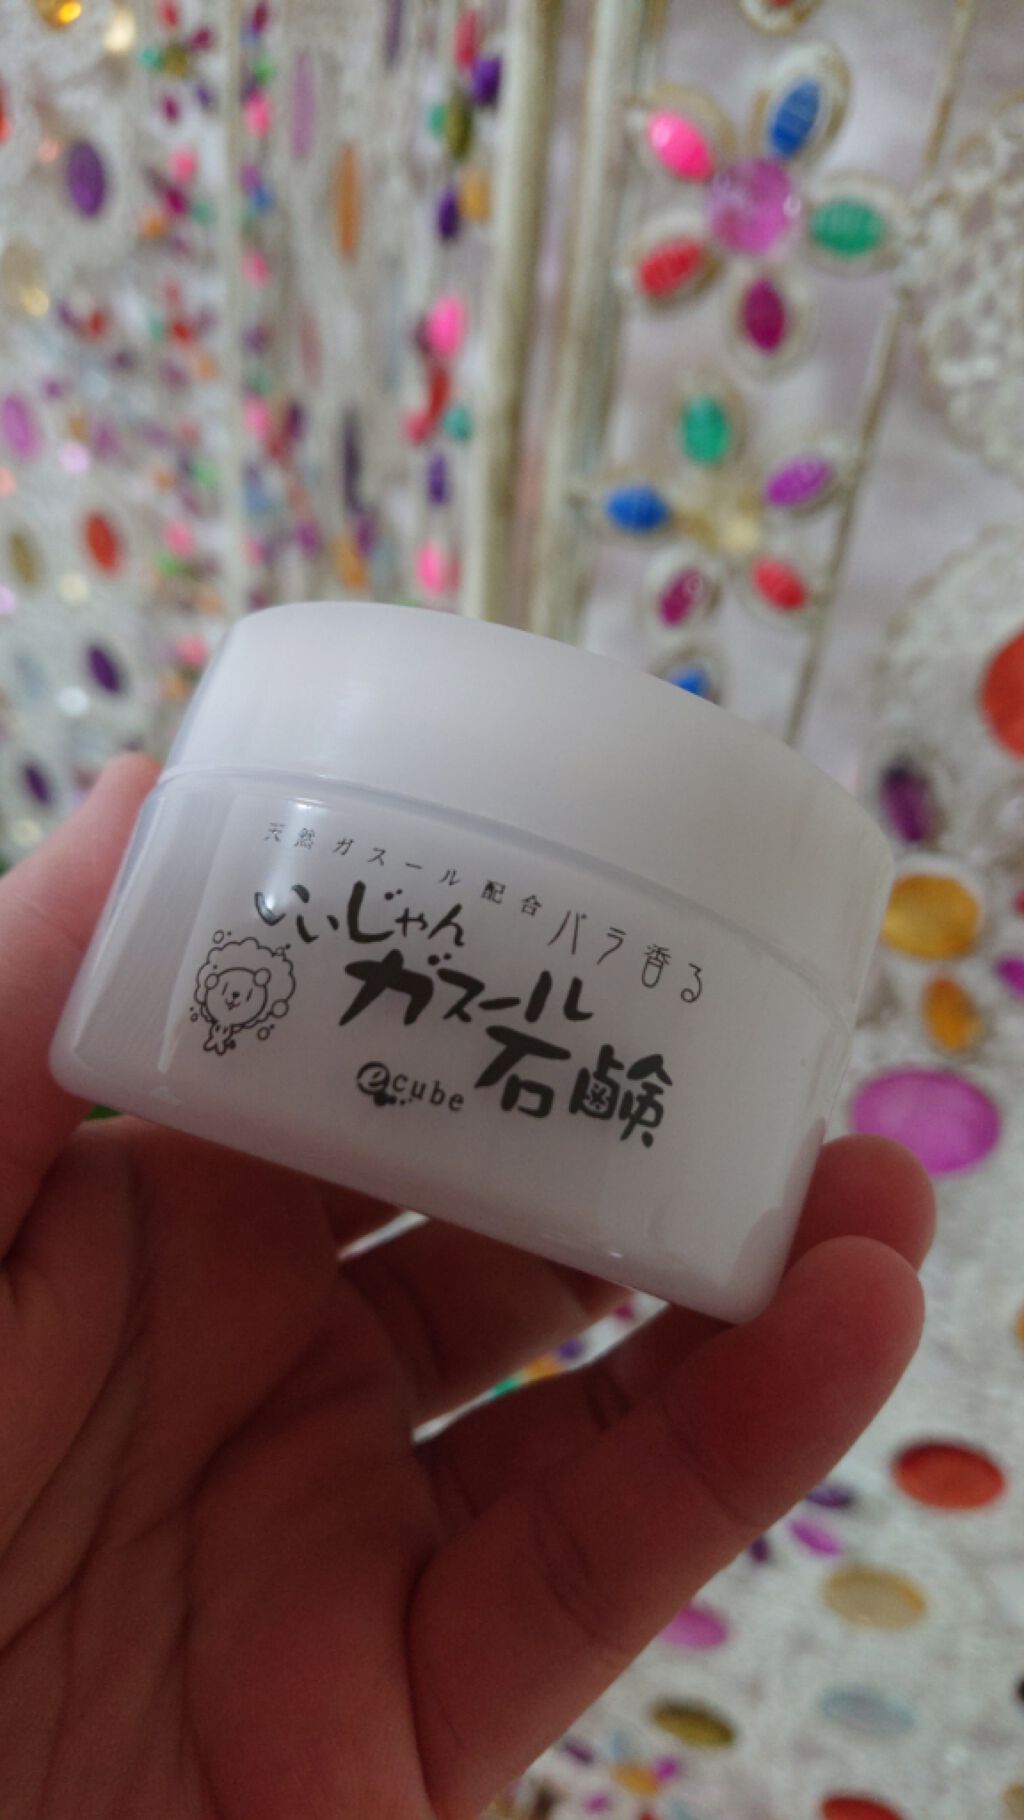 天然ガスール配合
バラ香る
いいじゃん
ガスール
石鹸
ecube